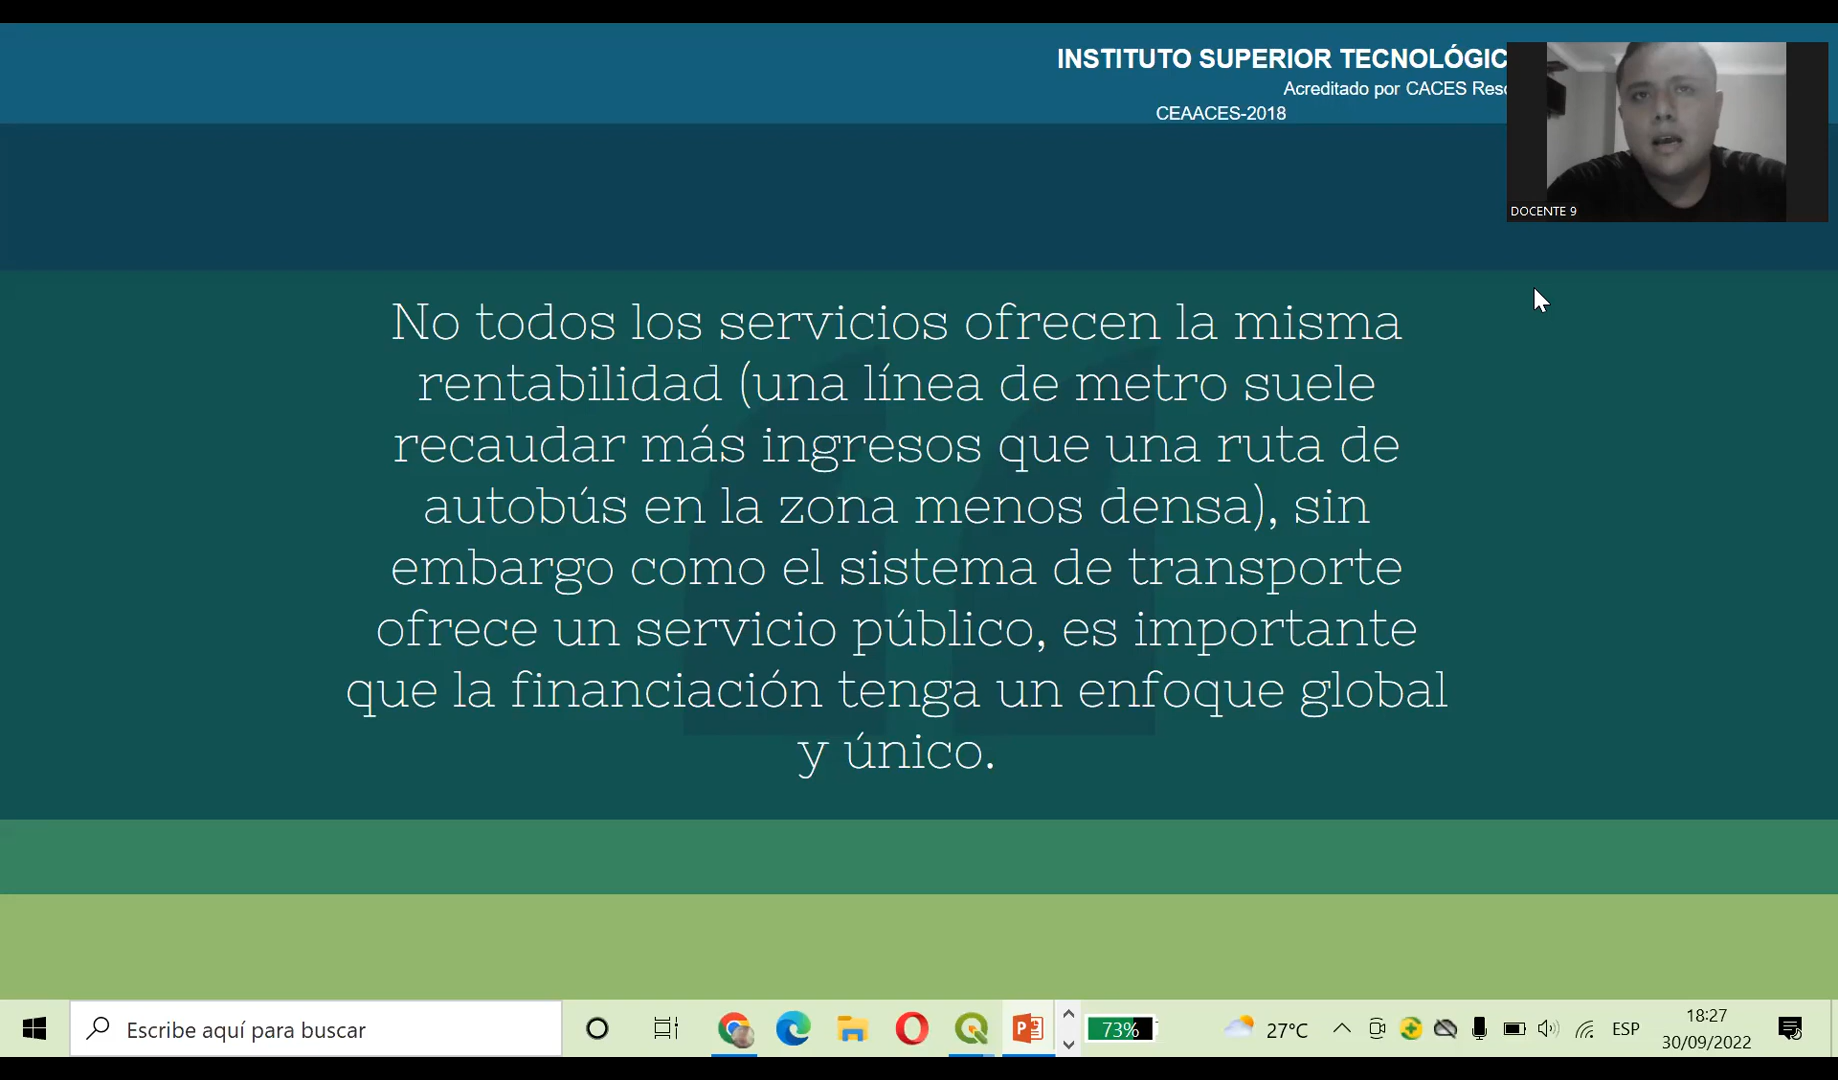 INSTITUTO SUPERIOR TECNOLÓGIC
Acreditado por CACES Reso
CEAACES-2018
DOCENTE 9
No todos los servicios ofrecen la misma
rentabilidad (una línea de metro suele
recaudar más ingresos que una ruta de
autobús en la zona menos densa), sin
embargo como el sistema de transporte
ofrece un servicio público, es importante
que la financiación tenga un enfoque global
y único.
Escribe aquí para buscar
73%
27°C
ESP
18:27
30/09/2022